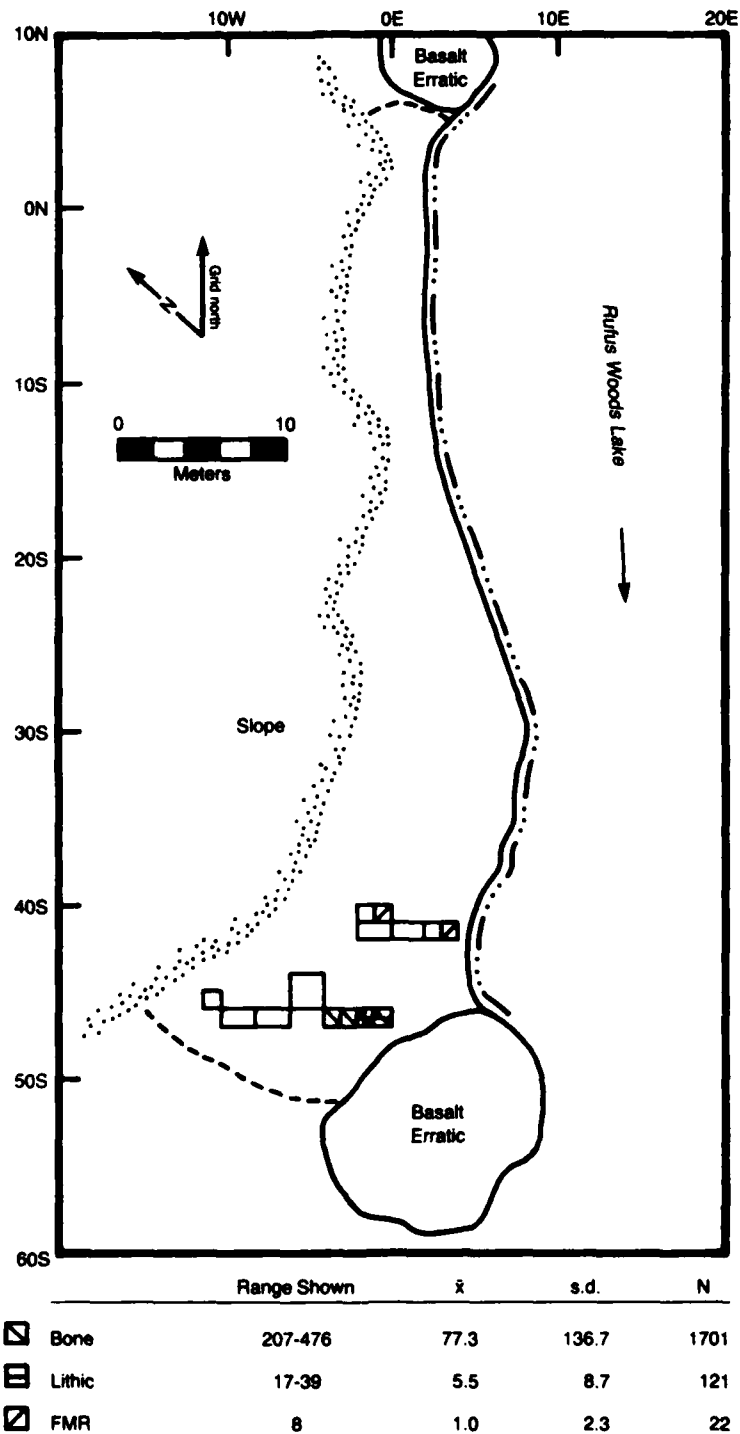 10W 0E 10E 20E
10N
Basalt
Erratic
0N
N
Grid north
10S
Rufus Woods Lake
0 10
Meters
20S
30S
Slope
40S
50S
Basalt
Erratic
60S
Range Shown x̄ s.d. N
Bone 207-476 77.3 136.7 1701
Lithic 17-39 5.5 8.7 121
FMR 8 1.0 2.3 22